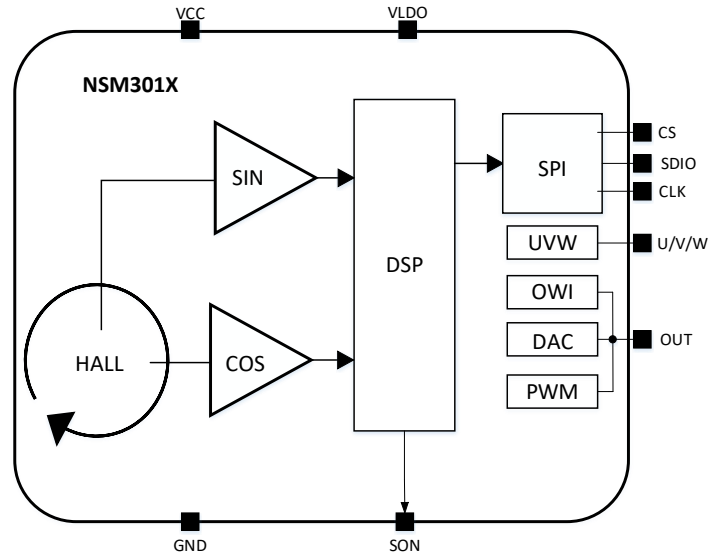 VCC
VLDO
NSM301X
SIN
COS
HALL
DSP
SPI
CS
SDIO
CLK
UVW
U/V/W
OWI
DAC
OUT
PWM
GND
SON